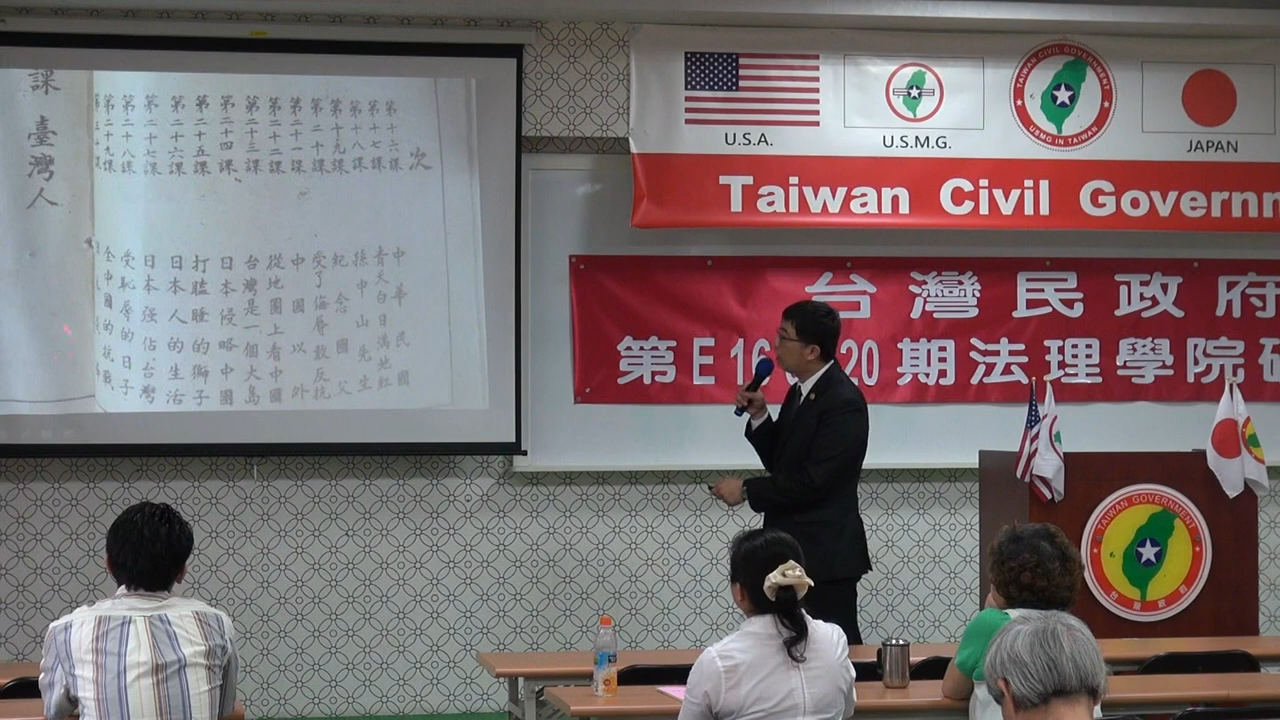 次
第十六課 中華民國
第十七課 青天白日滿地紅
第十八課 孫中山先生
第十九課 紀念國父
第二十課 受了侮辱敢反抗
第二十一課 中國以外
第二十二課 從地圖上看中國
第二十三課 台灣是一個大島
第二十四課 日本侵略中國
第二十五課 打瞌睡的獅子
第二十六課 日本人的生活
第二十七課 日本强佔台灣
第二十八課 受恥辱的日子
第二十九課 全中國的抗戰
課 臺灣人
U.S.A.
U.S.M.G.
TAIWAN CIVIL GOVERNMENT
USMG IN TAIWAN
JAPAN
Taiwan Civil Governm
台灣民政府
第E16 20期法理學院研
TAIWAN GOVERNMENT
台灣政府